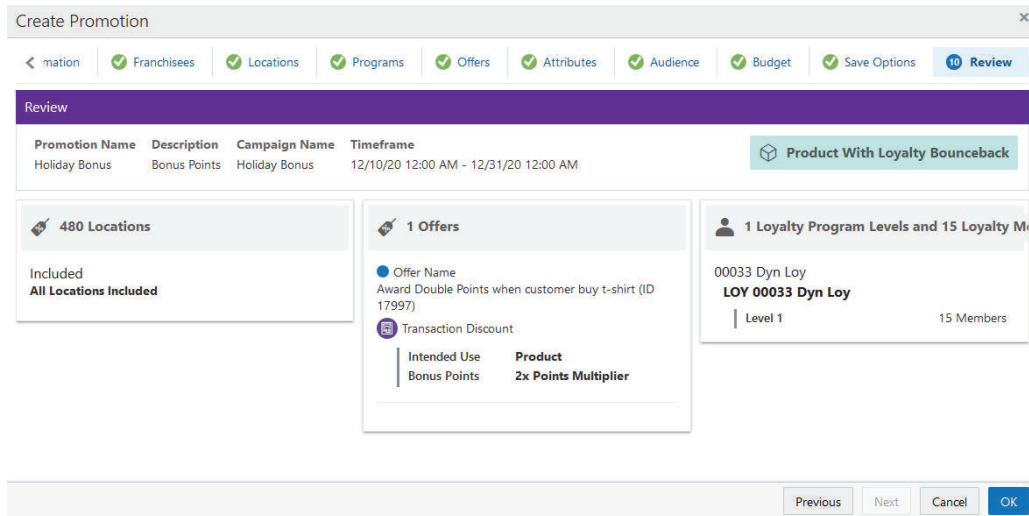 Create Promotion
mation Franchisees Locations Programs Offers Attributes Audience Budget Save Options 10 Review
Review
Promotion Name Description Campaign Name Timeframe
Holiday Bonus Bonus Points Holiday Bonus 12/10/20 12:00 AM - 12/31/20 12:00 AM
Product With Loyalty Bounceback
480 Locations
Included
All Locations Included
1 Offers
Offer Name
Award Double Points when customer buy t-shirt (ID
17997)
Transaction Discount
Intended Use Product
Bonus Points 2x Points Multiplier
1 Loyalty Program Levels and 15 Loyalty M
00033 Dyn Loy
LOY 00033 Dyn Loy
Level 1 15 Members
Previous Next Cancel OK